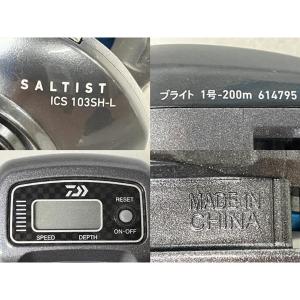 SALTIST
ICS 103SH-L
ブライト 1号-200m 614795
DAIWA
RESET
ON-OFF
SPEED DEPTH
MADE IN
CHINA